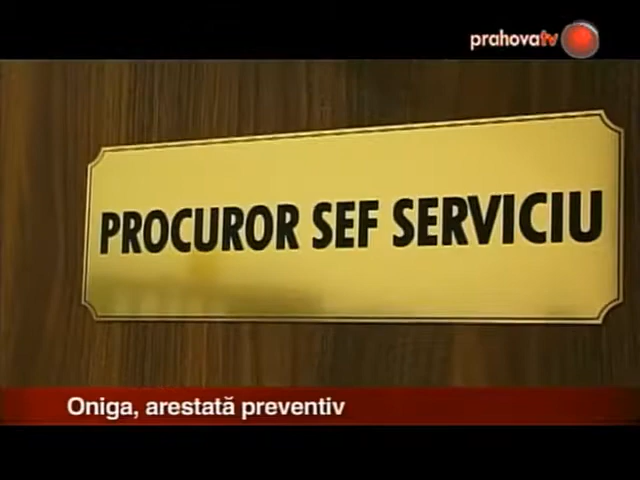 prahovatv
PROCUROR SEF SERVICIU
Oniga, arestată preventiv